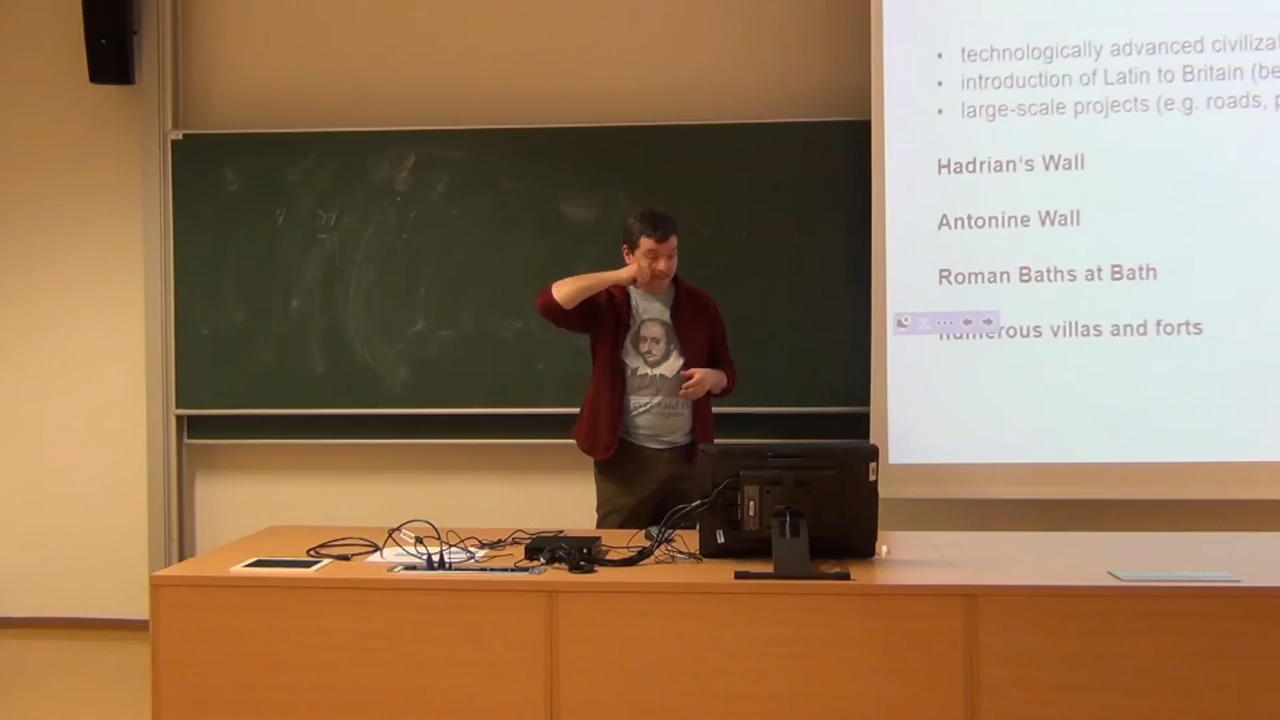 • technologically advanced civiliza
• introduction of Latin to Britain (be
• large-scale projects (e.g. roads, p
Hadrian's Wall
Antonine Wall
Roman Baths at Bath
numerous villas and forts